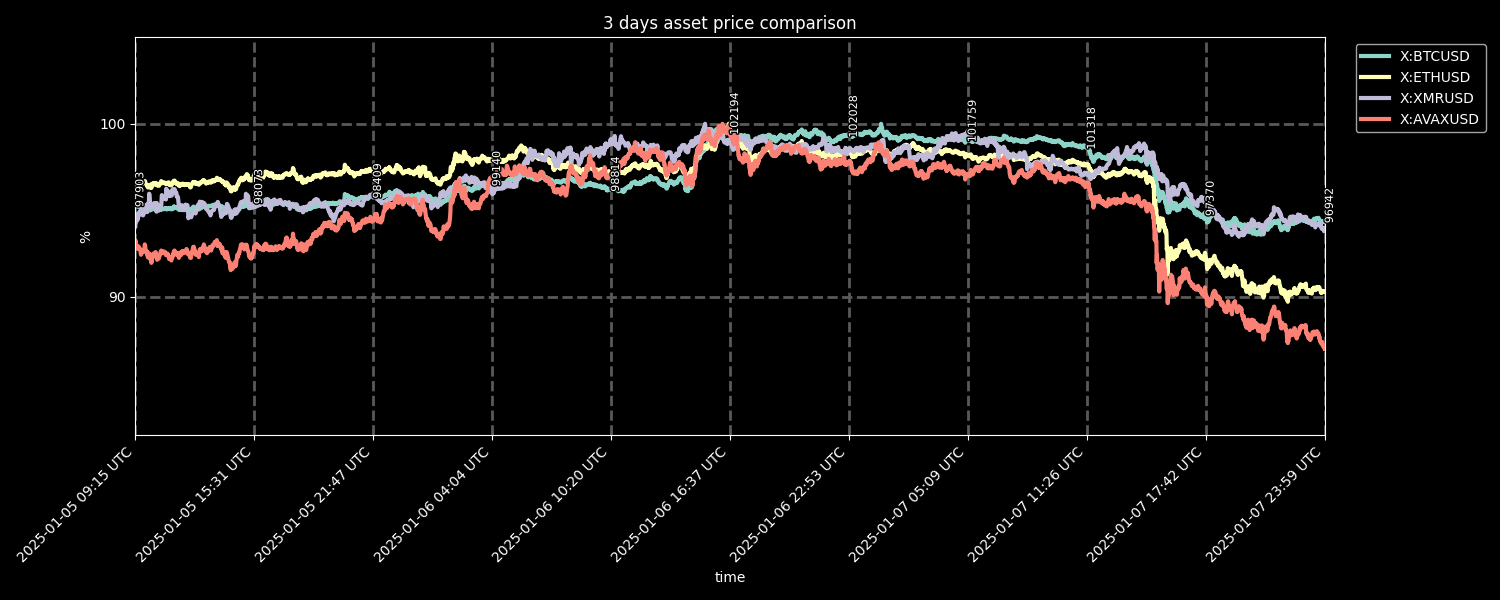 3 days asset price comparison
X:BTCUSD
X:ETHUSD
X:XMRUSD
X:AVAXUSD
100
90
%
97903
98073
98409
99140
98814
102194
102028
101759
101318
97370
96942
2025-01-05 09:15 UTC
2025-01-05 15:31 UTC
2025-01-05 21:47 UTC
2025-01-06 04:04 UTC
2025-01-06 10:20 UTC
2025-01-06 16:37 UTC
2025-01-06 22:53 UTC
2025-01-07 05:09 UTC
2025-01-07 11:26 UTC
2025-01-07 17:42 UTC
2025-01-07 23:59 UTC
time